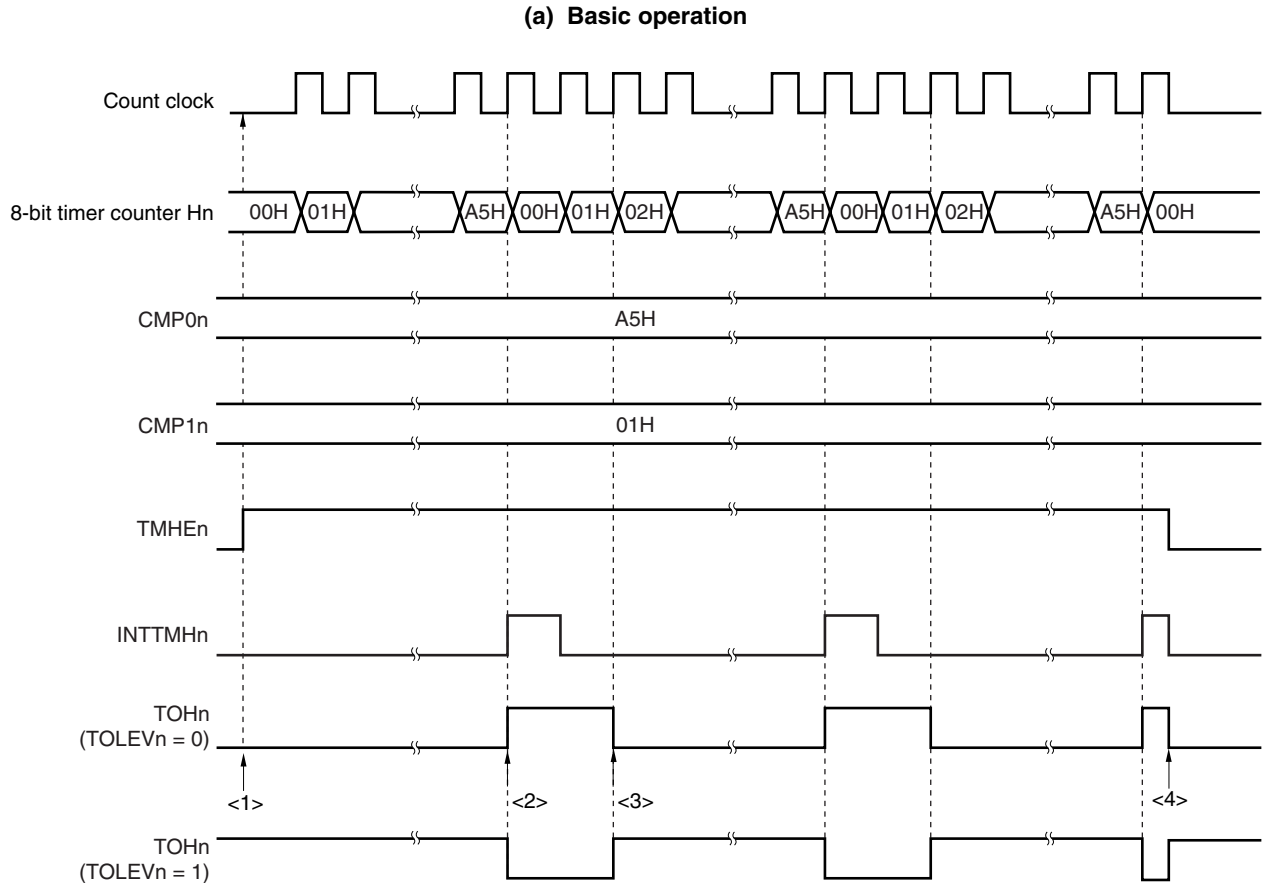 (a) Basic operation
Count clock
8-bit timer counter Hn
00H 01H A5H 00H 01H 02H A5H 00H 01H 02H A5H 00H
CMP0n
A5H
CMP1n
01H
TMHEn
INTTMHn
TOHn
(TOLEVn = 0)
<1> <2> <3> <4>
TOHn
(TOLEVn = 1)